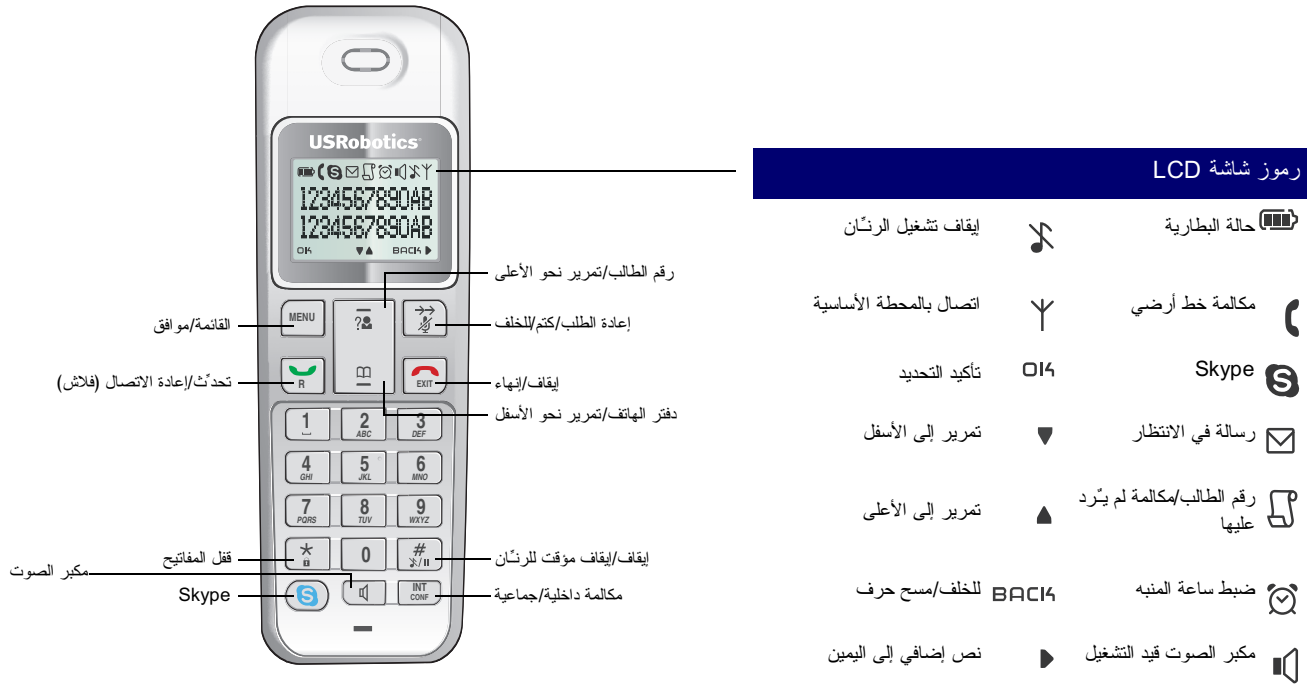 USRobotics
1234567890AB
1234567890AB
OK BACK
رقم الطالب/تمرير نحو الأعلى
MENU
القائمة/موافق
إعادة الطلب/كتم/للخلف
R
EXIT
تحدّث/إعادة الاتصال (فلاش)
إيقاف/إنهاء
دفتر الهاتف/تمرير نحو الأسفل
1 2 3
ABC DEF
4 5 6
GHI JKL MNO
7 8 9
PQRS TUV WXYZ
* 0 #
قفل المفاتيح
إيقاف/إيقاف مؤقت للرنّان
مكبر الصوت
Skype
INT
CONF
مكالمة داخلية/جماعية
رموز شاشة LCD
حالة البطارية
إيقاف تشغيل الرنّان
مكالمة خط أرضي
اتصال بالمحطة الأساسية
Skype
OK تأكيد التحديد
رسالة في الانتظار
تمرير إلى الأسفل
رقم الطالب/مكالمة لم يّرد
عليها
تمرير إلى الأعلى
ضبط ساعة المنبه
BACK للخلف/مسح حرف
مكبر الصوت قيد التشغيل
نص إضافي إلى اليمين